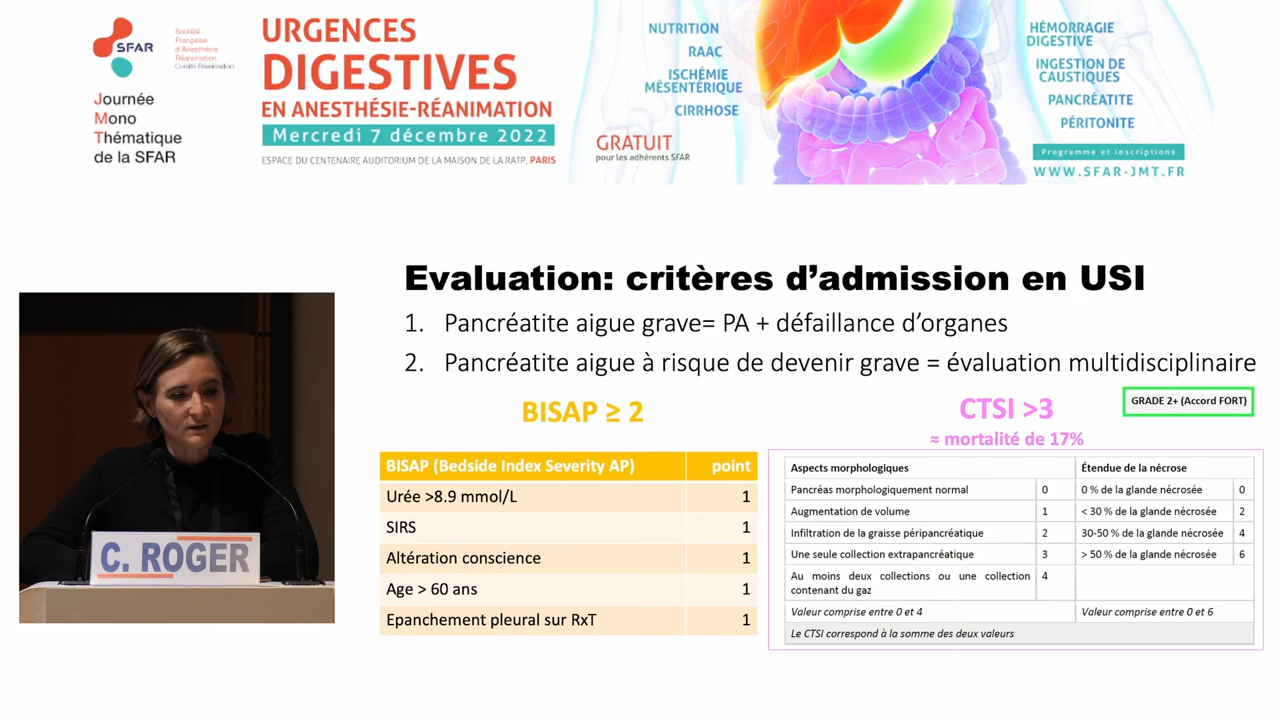 SFAR
Société
Française
d'Anesthésie
Réanimation
Comité Réanimation
Journée
Mono
Thématique
de la SFAR
URGENCES
DIGESTIVES
EN ANESTHÉSIE-RÉANIMATION
Mercredi 7 décembre 2022
ESPACE DU CENTENAIRE AUDITORIUM DE LA MAISON DE LA RATP, PARIS
NUTRITION
RAAC
ISCHÉMIE
MÉSENTÉRIQUE
CIRRHOSE
GRATUIT
pour les adhérents SFAR
HÉMORRAGIE
DIGESTIVE
INGESTION DE
CAUSTIQUES
PANCRÉATITE
PÉRITONITE
Programme et inscriptions
WWW.SFAR-JMT.FR
Evaluation: critères d'admission en USI
1. Pancréatite aigue grave= PA + défaillance d'organes
2. Pancréatite aigue à risque de devenir grave = évaluation multidisciplinaire
BISAP ≥ 2
BISAP (Bedside Index Severity AP) point
Urée >8.9 mmol/L 1
SIRS 1
Altération conscience 1
Age > 60 ans 1
Epanchement pleural sur RxT 1
CTSI >3
≈ mortalité de 17%
GRADE 2+ (Accord FORT)
Aspects morphologiques Étendue de la nécrose
Pancréas morphologiquement normal 0 0 % de la glande nécrosée 0
Augmentation de volume 1 < 30 % de la glande nécrosée 2
Infiltration de la graisse péripancréatique 2 30-50 % de la glande nécrosée 4
Une seule collection extrapancréatique 3 > 50 % de la glande nécrosée 6
Au moins deux collections ou une collection 4
contenant du gaz
Valeur comprise entre 0 et 4 Valeur comprise entre 0 et 6
Le CTSI correspond à la somme des deux valeurs
C. ROGER